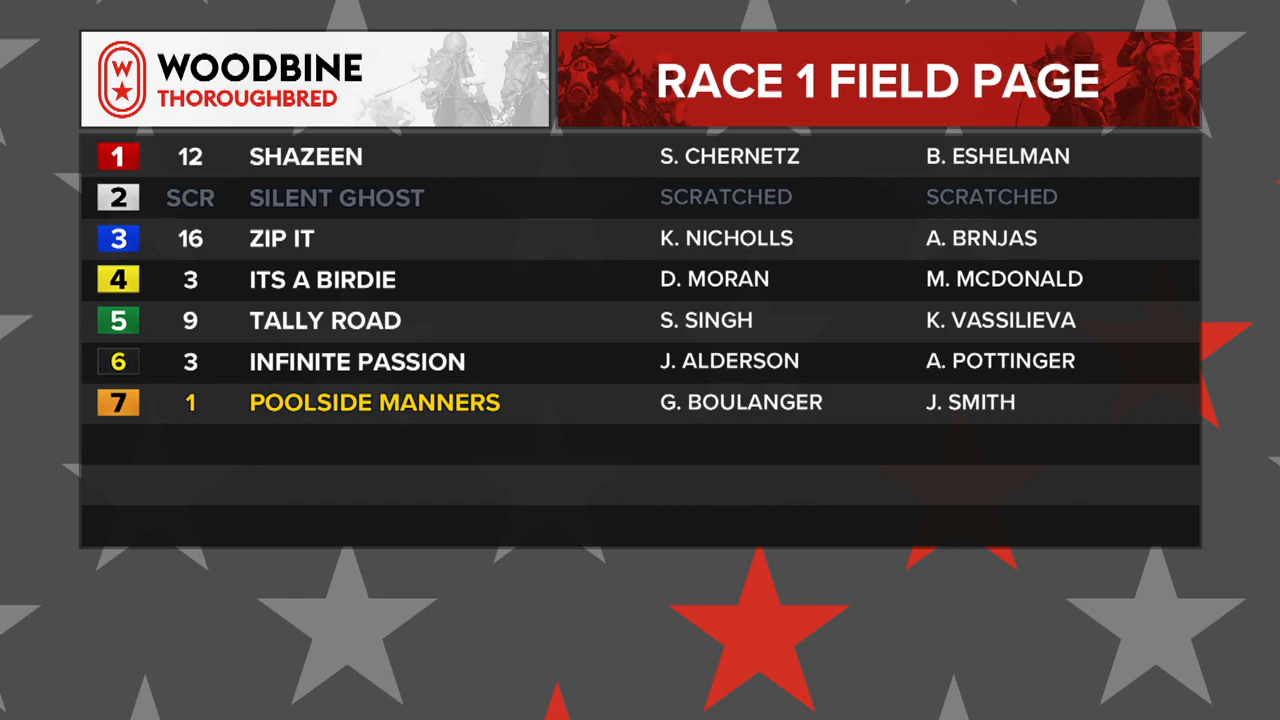 W
WOODBINE
THOROUGHBRED
RACE 1 FIELD PAGE
1 12 SHAZEEN S. CHERNETZ B. ESHELMAN
2 SCR SILENT GHOST SCRATCHED SCRATCHED
3 16 ZIP IT K. NICHOLLS A. BRNJAS
4 3 ITS A BIRDIE D. MORAN M. MCDONALD
5 9 TALLY ROAD S. SINGH K. VASSILIEVA
6 3 INFINITE PASSION J. ALDERSON A. POTTINGER
7 1 POOLSIDE MANNERS G. BOULANGER J. SMITH